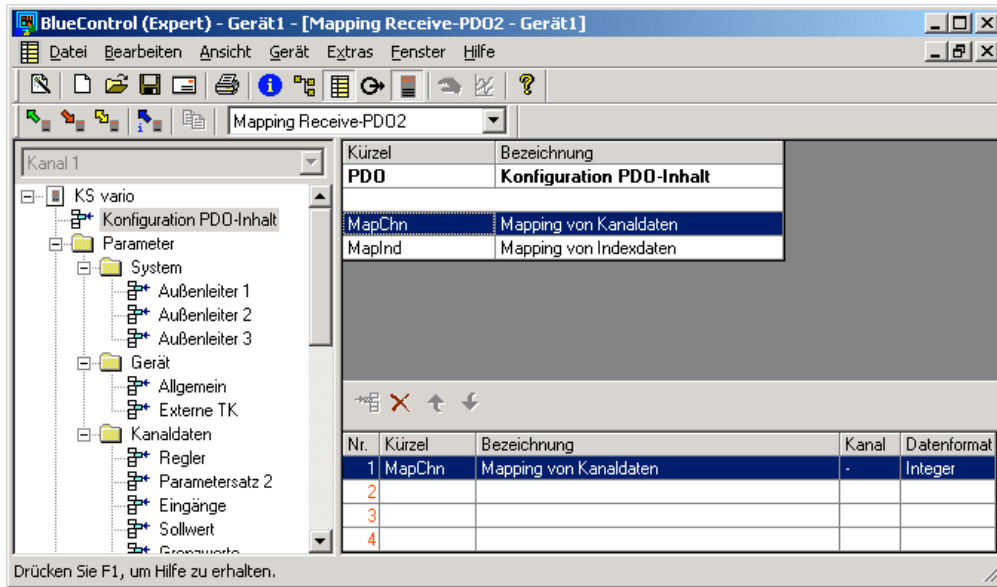 BlueControl (Expert) - Gerät1 - [Mapping Receive-PDO2 - Gerät1]
Datei Bearbeiten Ansicht Gerät Extras Fenster Hilfe
Mapping Receive-PDO2
Kanal 1
KS vario
Konfiguration PDO-Inhalt
Parameter
System
Außenleiter 1
Außenleiter 2
Außenleiter 3
Gerät
Allgemein
Externe TK
Kanaldaten
Regler
Parametersatz 2
Eingänge
Sollwert
Grenzwerte
Kürzel Bezeichnung
PDO Konfiguration PDO-Inhalt
MapChn Mapping von Kanaldaten
MapInd Mapping von Indexdaten
Nr. Kürzel Bezeichnung Kanal Datenformat
1 MapChn Mapping von Kanaldaten - Integer
2
3
4
Drücken Sie F1, um Hilfe zu erhalten.